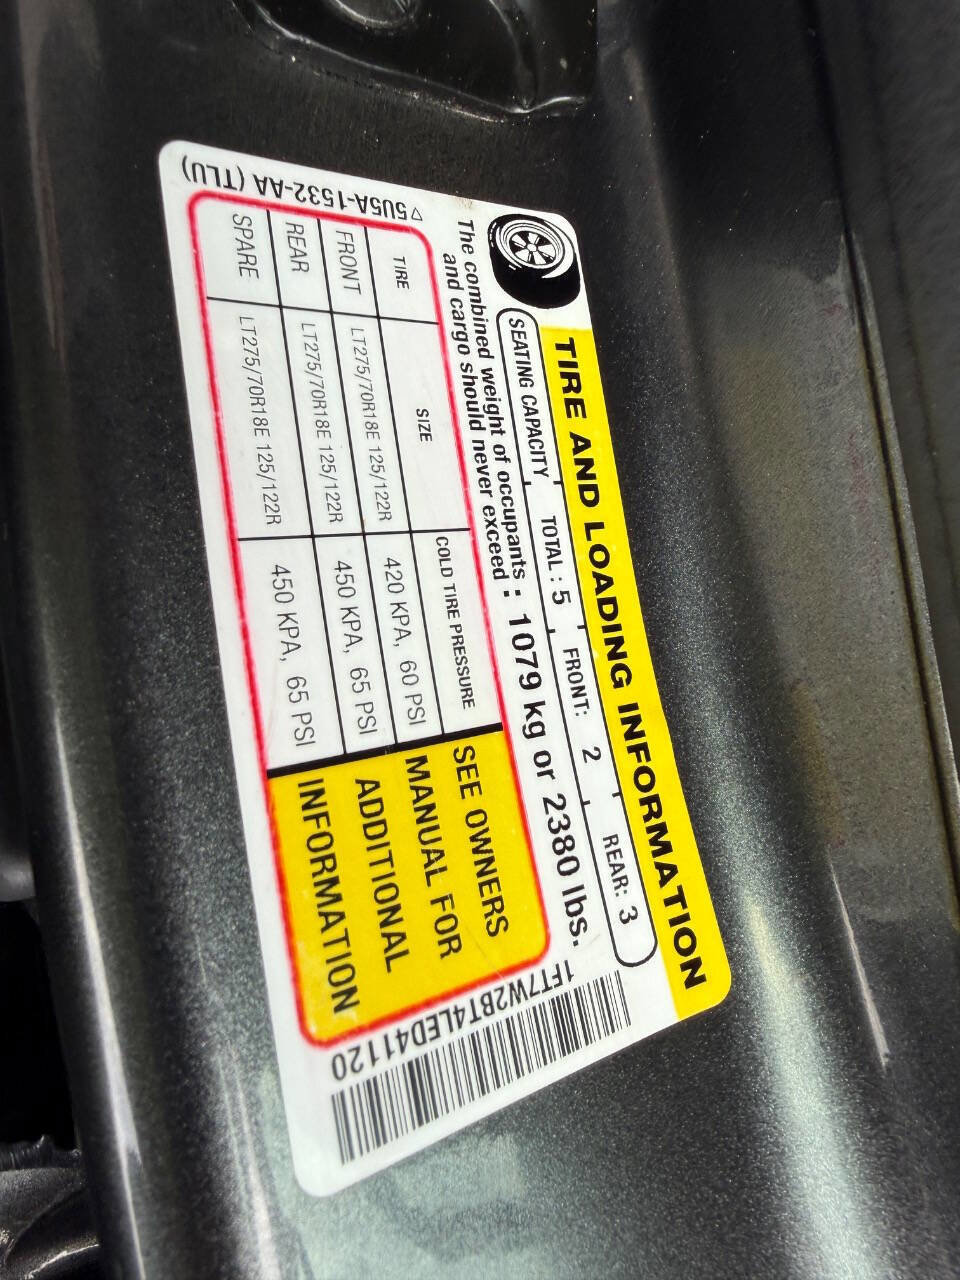 TIRE AND LOADING INFORMATION
SEATING CAPACITY TOTAL : 5 FRONT: 2 REAR: 3
The combined weight of occupants : 1079 kg or 2380 lbs.
and cargo should never exceed
TIRE SIZE COLD TIRE PRESSURE
FRONT LT275/70R18E 125/122R 420 KPA, 60 PSI
REAR LT275/70R18E 125/122R 450 KPA, 65 PSI
SPARE LT275/70R18E 125/122R 450 KPA, 65 PSI
SEE OWNERS
MANUAL FOR
ADDITIONAL
INFORMATION
▽5U5A-1532-AA (TLU)
1FT7W2BT4LED41120